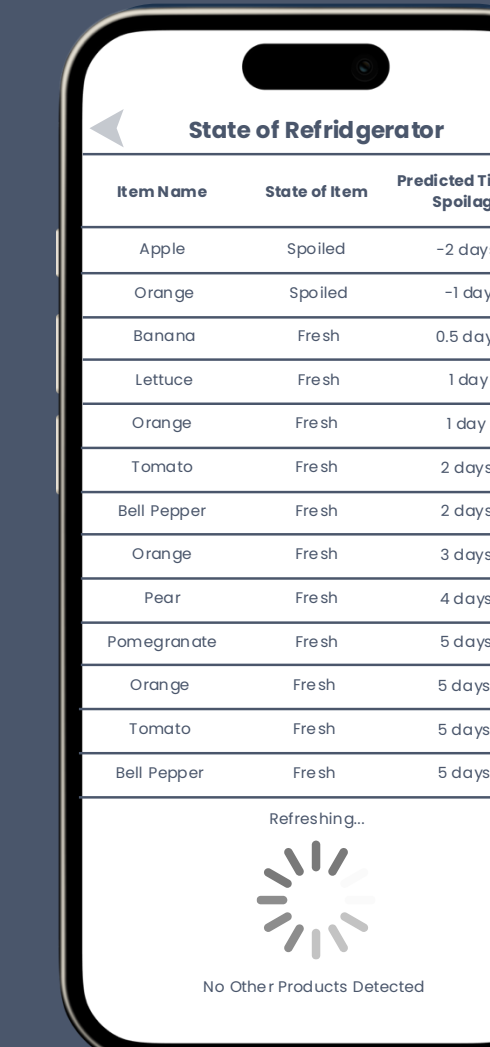 State of Refridgerator
Item Name State of Item Predicted Ti
Spoilag
Apple Spoiled -2 day
Orange Spoiled -1 day
Banana Fresh 0.5 day
Lettuce Fresh 1 day
Orange Fresh 1 day
Tomato Fresh 2 days
Bell Pepper Fresh 2 days
Orange Fresh 3 days
Pear Fresh 4 days
Pomegranate Fresh 5 days
Orange Fresh 5 days
Tomato Fresh 5 days
Bell Pepper Fresh 5 days
Refreshing...
No Other Products Detected